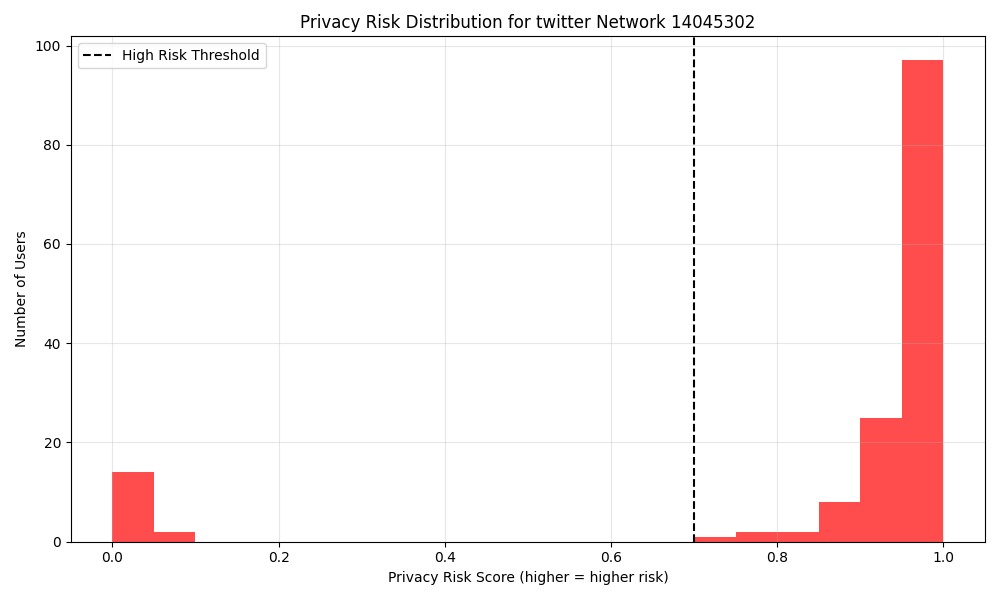 Privacy Risk Distribution for twitter Network 14045302
High Risk Threshold
Number of Users
100
80
60
40
20
0
0.0 0.2 0.4 0.6 0.8 1.0
Privacy Risk Score (higher = higher risk)